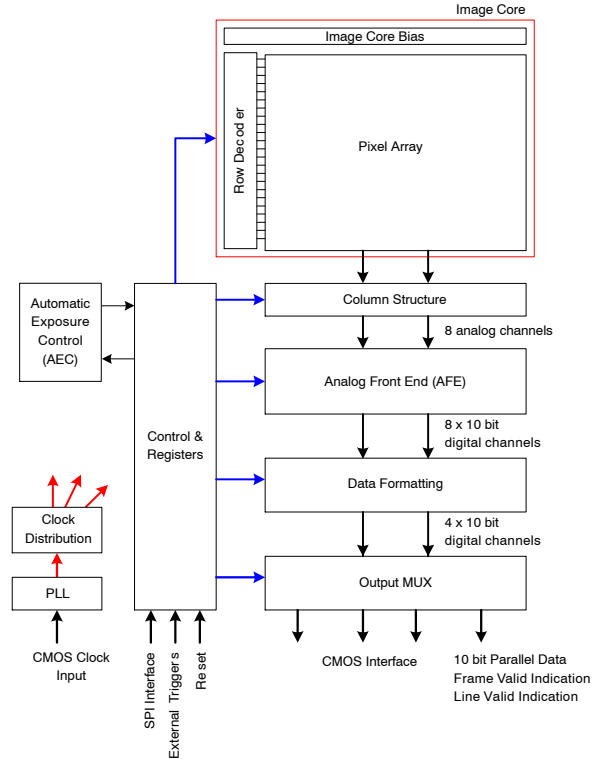 Image Core
Image Core Bias
Row Decoder
Pixel Array
Column Structure
8 analog channels
Automatic
Exposure
Control
(AEC)
Analog Front End (AFE)
8 x 10 bit
digital channels
Control &
Registers
Data Formatting
4 x 10 bit
digital channels
Clock
Distribution
PLL
Output MUX
CMOS Clock
Input
SPI Interface
External Triggers
Reset
CMOS Interface
10 bit Parallel Data
Frame Valid Indication
Line Valid Indication